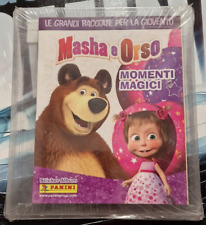 LE GRANDI RACCOLTE PER LA GIOVENTÙ
Masha e Orso
MOMENTI
MAGICI
PANINI